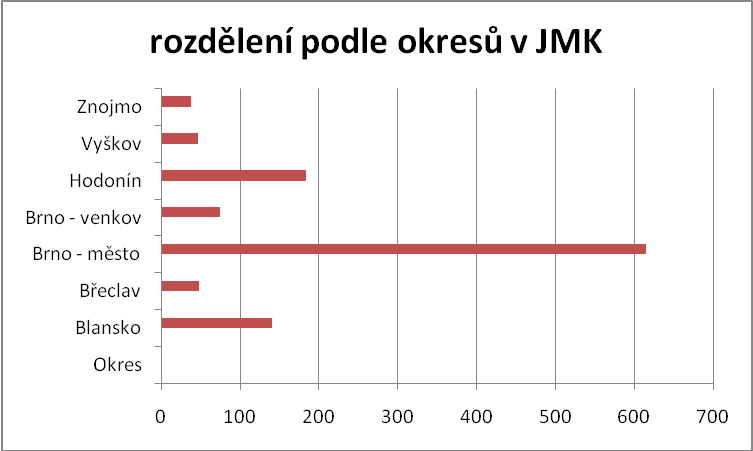 rozdělení podle okresů v JMK
Znojmo
Vyškov
Hodonín
Brno - venkov
Brno - město
Břeclav
Blansko
Okres
0 100 200 300 400 500 600 700